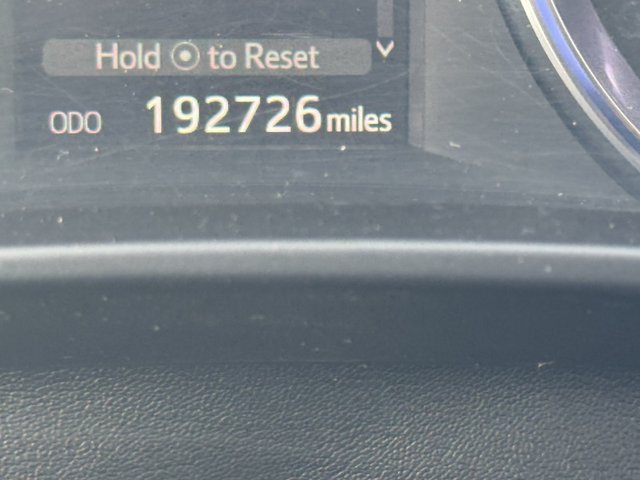 Hold ⦿ to Reset
ODO 192726 miles